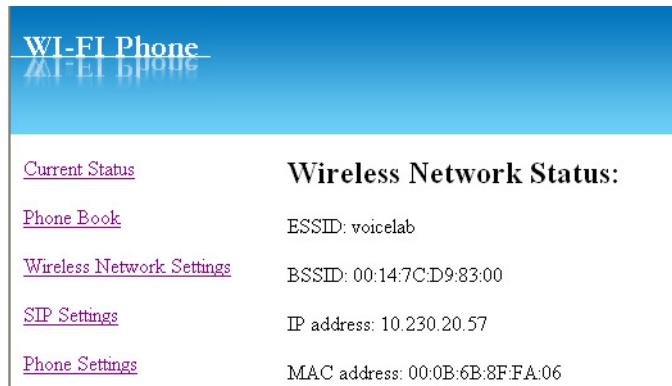 WI-FI Phone
Current Status
Phone Book
Wireless Network Settings
SIP Settings
Phone Settings
Wireless Network Status:
ESSID: voicelab
BSSID: 00:14:7C:D9:83:00
IP address: 10.230.20.57
MAC address: 00:0B:6B:8F:FA:06